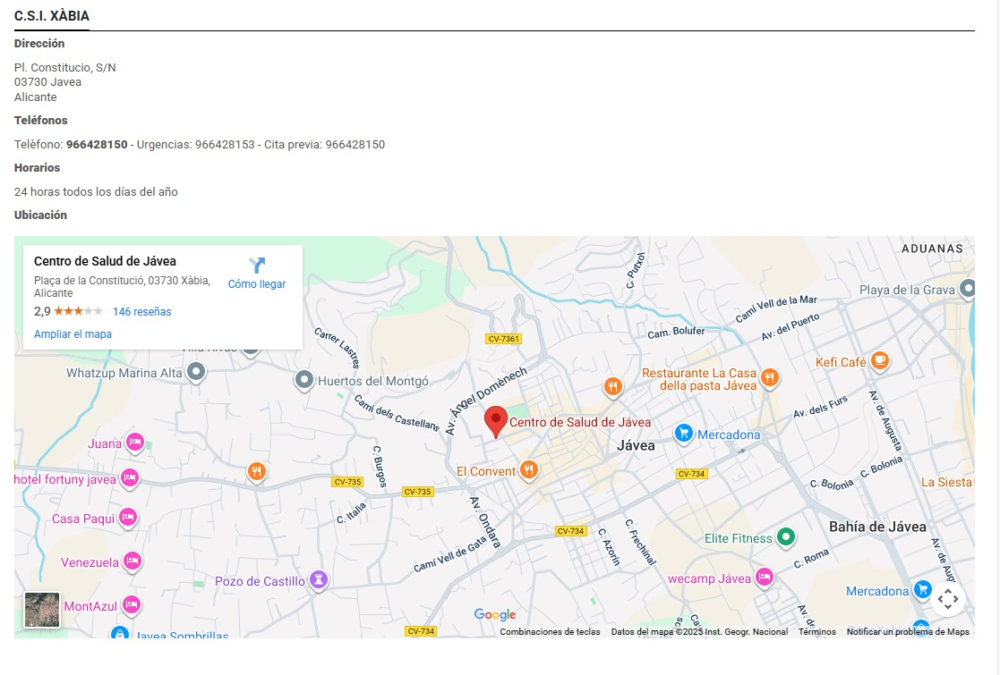 C.S.I. XÀBIA
Dirección
Pl. Constitucio, S/N
03730 Javea
Alicante
Teléfonos
Telèfono: 966428150 - Urgencias: 966428153 - Cita previa: 966428150
Horarios
24 horas todos los días del año
Ubicación
Centro de Salud de Jávea
Plaça de la Constitució, 03730 Xàbia,
Alicante
2,9
146 reseñas
Cómo llegar
Ampliar el mapa
ADUANAS
C. Putxol
Playa de la Grava
Camí Vell de la Mar
Av. del Puerto
Cam. Bolufer
CV-7361
Carrer Lastres
Whatzup Marina Alta
Huertos del Montgó
Kefi Café
Restaurante La Casa
della pasta Jávea
Av. Ángel Domènech
Camí dels Castellans
Av. dels Furs
Av. de Augusta
Centro de Salud de Jávea
Mercadona
Jávea
Juana
C. Burgos
El Convent
C. Bolonia
C. Bolonia
hotel fortuny javea
CV-735
CV-735
CV-734
La Siesta
Casa Paqui
C. Italia
Av. Ondara
CV-734
C. Azorín
C. Frechinal
Bahía de Jávea
Elite Fitness
Camí Vell de Gata
C. Roma
Venezuela
Pozo de Castillo
wecamp Jávea
Mercadona
MontAzul
Google
CV-734
Javea Sombrillas
Combinaciones de teclas
Datos del mapa ©2025 Inst. Geogr. Nacional
Términos
Notificar un problema de Maps